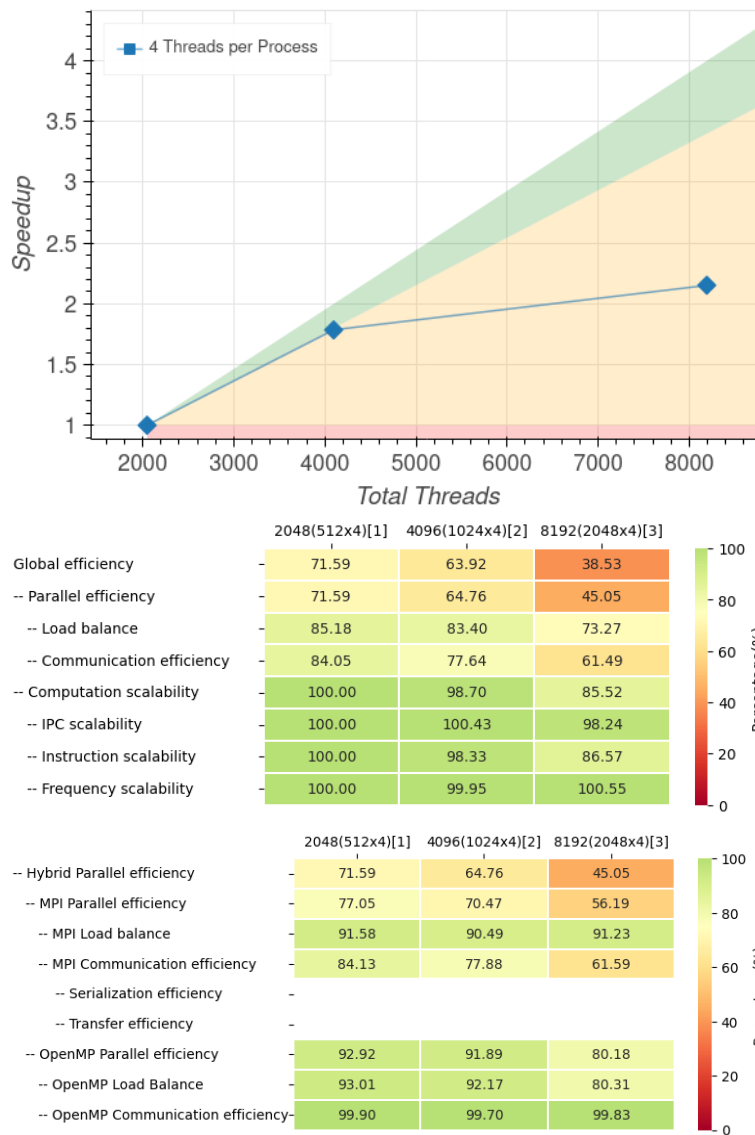 4 Threads per Process
4
3.5
3
2.5
2
1.5
1
Speedup
2000 3000 4000 5000 6000 7000 8000
Total Threads
2048(512x4)[1] 4096(1024x4)[2] 8192(2048x4)[3]
Global efficiency 71.59 63.92 38.53
-- Parallel efficiency 71.59 64.76 45.05
-- Load balance 85.18 83.40 73.27
-- Communication efficiency 84.05 77.64 61.49
-- Computation scalability 100.00 98.70 85.52
-- IPC scalability 100.00 100.43 98.24
-- Instruction scalability 100.00 98.33 86.57
-- Frequency scalability 100.00 99.95 100.55
100
80
60
40
20
0
2048(512x4)[1] 4096(1024x4)[2] 8192(2048x4)[3]
-- Hybrid Parallel efficiency 71.59 64.76 45.05
-- MPI Parallel efficiency 77.05 70.47 56.19
-- MPI Load balance 91.58 90.49 91.23
-- MPI Communication efficiency 84.13 77.88 61.59
-- Serialization efficiency
-- Transfer efficiency
-- OpenMP Parallel efficiency 92.92 91.89 80.18
-- OpenMP Load Balance 93.01 92.17 80.31
-- OpenMP Communication efficiency 99.90 99.70 99.83
100
80
60
40
20
0